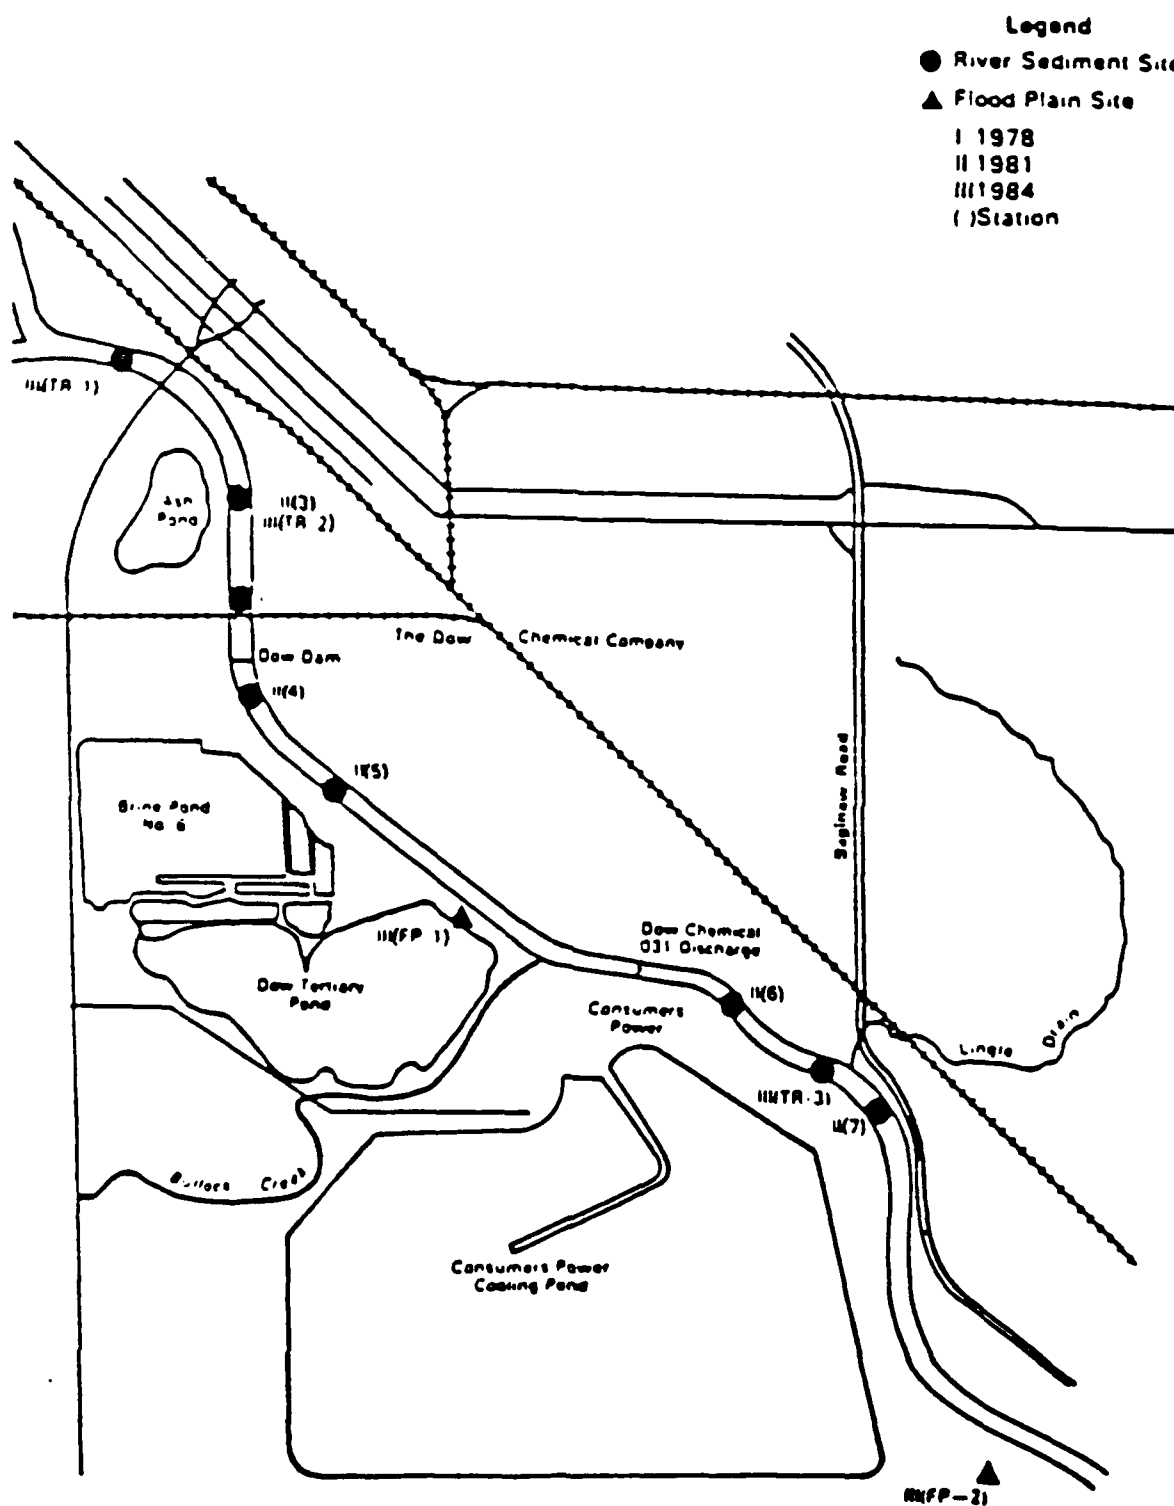 Legend
River Sediment Site
Flood Plain Site
I 1978
II 1981
III 1984
( )Station
III(TR 1)
Ash
Pond
II(3)
III(TR 2)
The Dow Chemical Company
Dow Dam
II(4)
II(5)
Brine Pond
No 6
Saginaw Road
III(FP 1)
Dow Chemical
031 Discharge
Dow Tertiary
Pond
II(6)
Consumers
Power
Lingle Drain
III(TR-3)
II(7)
Bullock Creek
Consumers Power
Cooling Pond
III(FP-2)